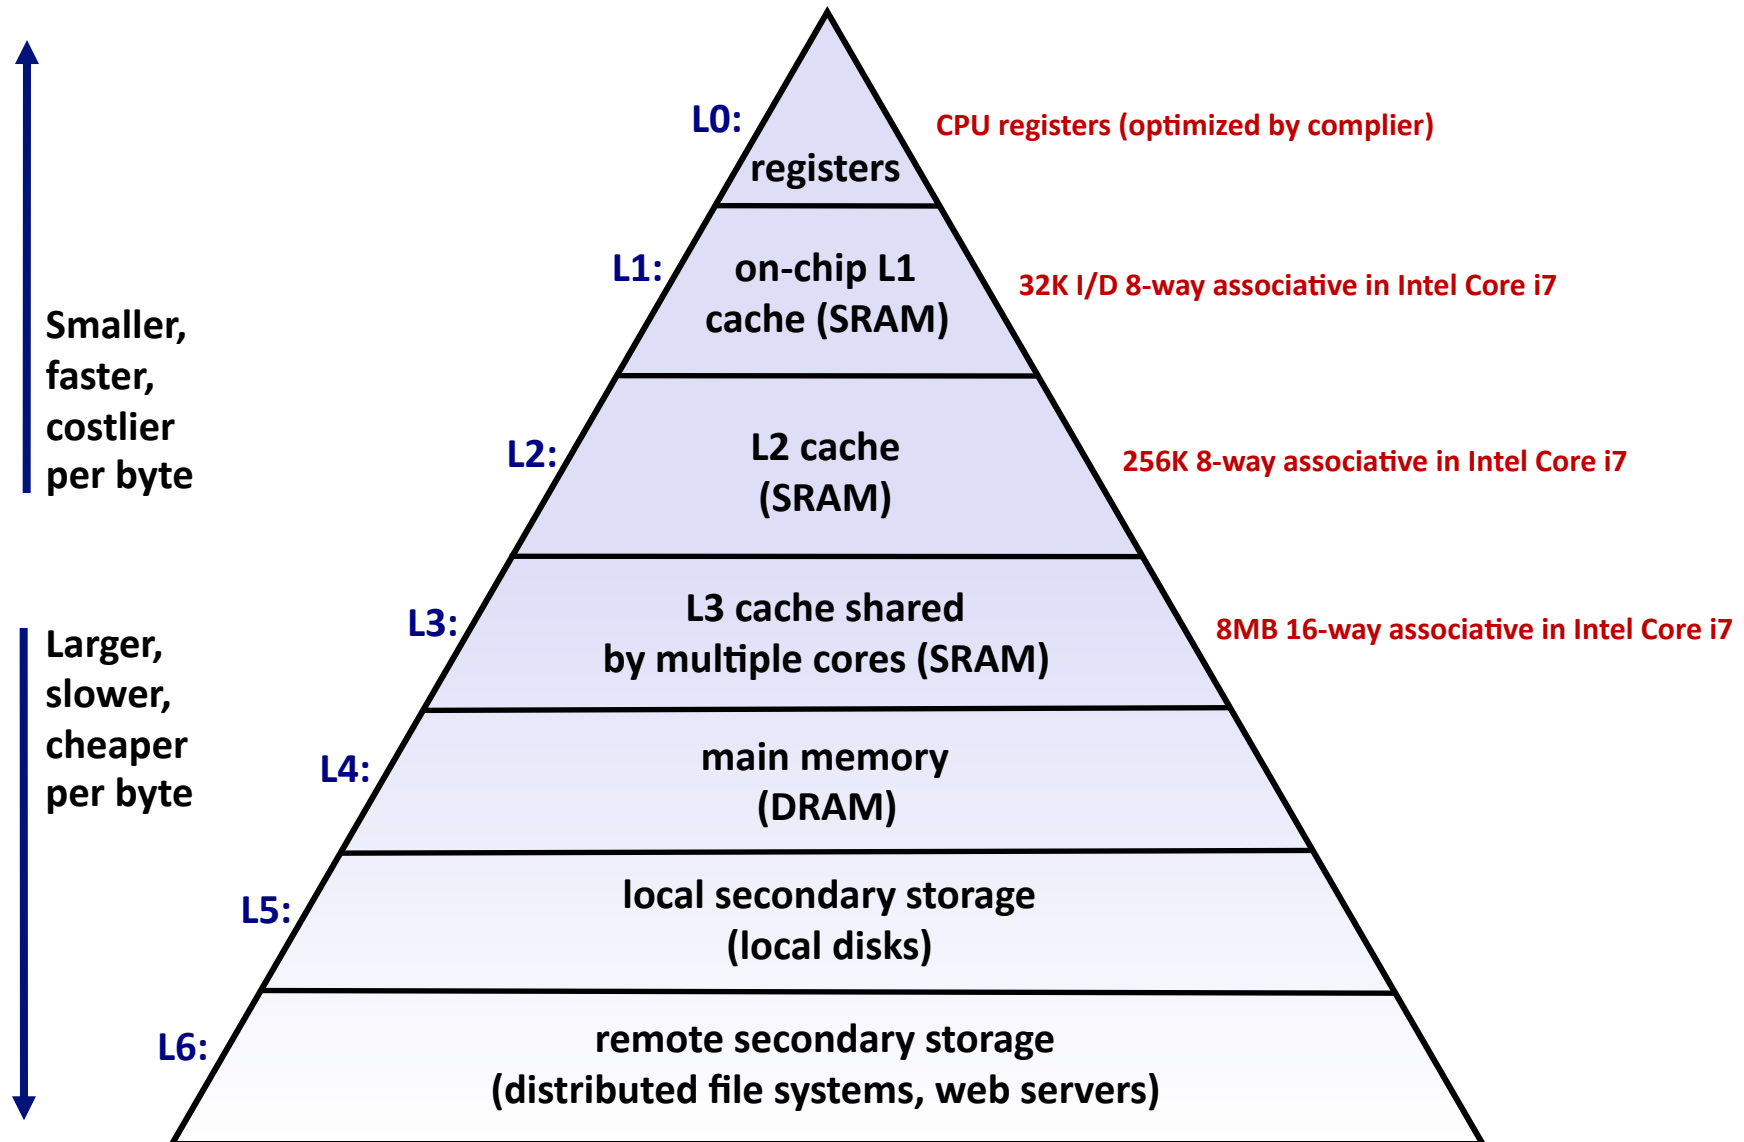 L0:
registers
CPU registers (optimized by complier)
L1:
on-chip L1
cache (SRAM)
32K I/D 8-way associative in Intel Core i7
Smaller,
faster,
costlier
per byte
L2:
L2 cache
(SRAM)
256K 8-way associative in Intel Core i7
L3:
L3 cache shared
by multiple cores (SRAM)
8MB 16-way associative in Intel Core i7
Larger,
slower,
cheaper
per byte
L4:
main memory
(DRAM)
L5:
local secondary storage
(local disks)
L6:
remote secondary storage
(distributed file systems, web servers)